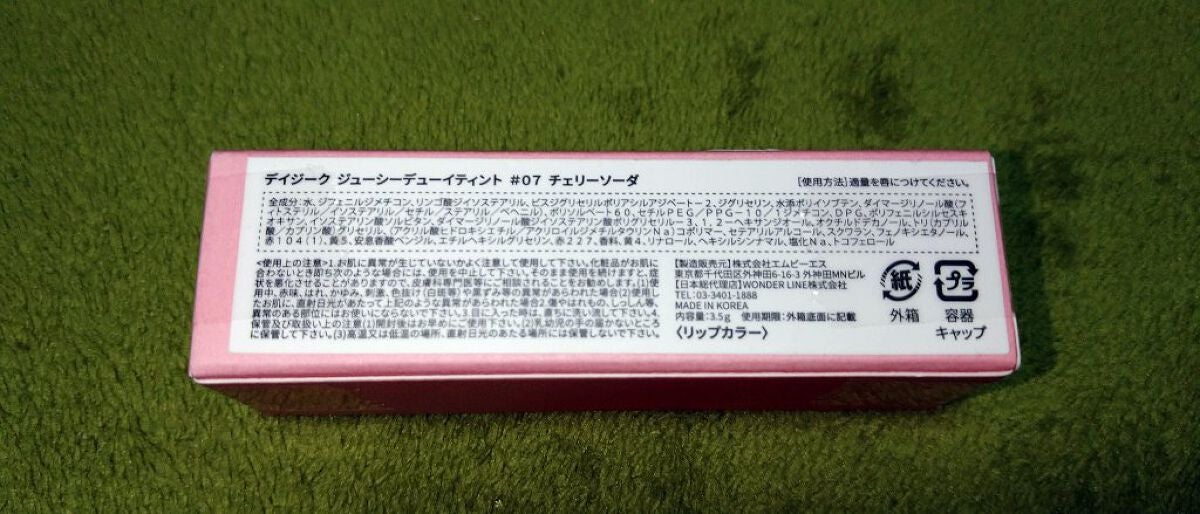 デイジーク ジューシーデューイティント #07 チェリーソーダ
[使用方法]適量を唇につけてください。
全成分:水、ジフェニルジメチコン、リンゴ酸ジイソステアリル、ビスジグリセリルポリアシルアジペート-2、ジグリセリン、水添ポリイソブテン、ダイマージリノール酸(フ
ィトステリル/イソステアリル/セチル/ステアリル/ベヘニル)、ポリソルベート60、セチルPEG/PPG-10/1ジメチコン、DPG、ポリフェニルシルセスキ
オキサン、イソステアリン酸ソルビタン、ダイマージリノール酸ジイソステアリン酸ポリグリセリル-3、1,2-ヘキサンジオール、オクチルドデカノール、トリ(カプリル
酸/カプリン酸)グリセリル、(アクリル酸ヒドロキシエチル/アクリロイルジメチルタウリンNa)コポリマー、セテアリルアルコール、スクワラン、フェノキシエタノール、
赤104(1)、黄5、安息香酸ベンジル、エチルヘキシルグリセリン、赤227、香料、黄4、リナロール、ヘキシルシンナマル、塩化Na、トコフェロール
<使用上の注意>1.お肌に異常が生じていないかよく注意して使用して下さい。化粧品がお肌に
合わないとき即ち次のような場合には、使用を中止して下さい。そのまま使用を続けますと、症
状を悪化させることがありますので、皮膚科専門医等にご相談されることをお勧めします。(1)使
用中、赤味、はれ、かゆみ、刺激、色抜け(白斑等)や黒ずみ等の異常があらわれた場合(2)使用し
たお肌に、直射日光があたって上記のような異常があらわれた場合2.傷やはれもの、しっしん等、
異常のある部位にはお使いにならないで下さい。3.目に入った時は、直ちに洗い流して下さい。4.
保管及び取扱い上の注意(1)開封後はお早めにご使用下さい。(2)乳幼児の手の届かないところ
に保管して下さい。(3)高温又は低温の場所、直射日光のあたる場所には保管しないで下さい。
【製造販売元】株式会社エムビーエス
東京都千代田区外神田6-16-3 外神田MNビル
【日本総代理店】WONDER LINE株式会社
TEL:03-3401-1888
MADE IN KOREA
内容量:3.5g 使用期限:外箱底面に記載
〈リップカラー〉
紙
外箱
プラ
容器
キャップ